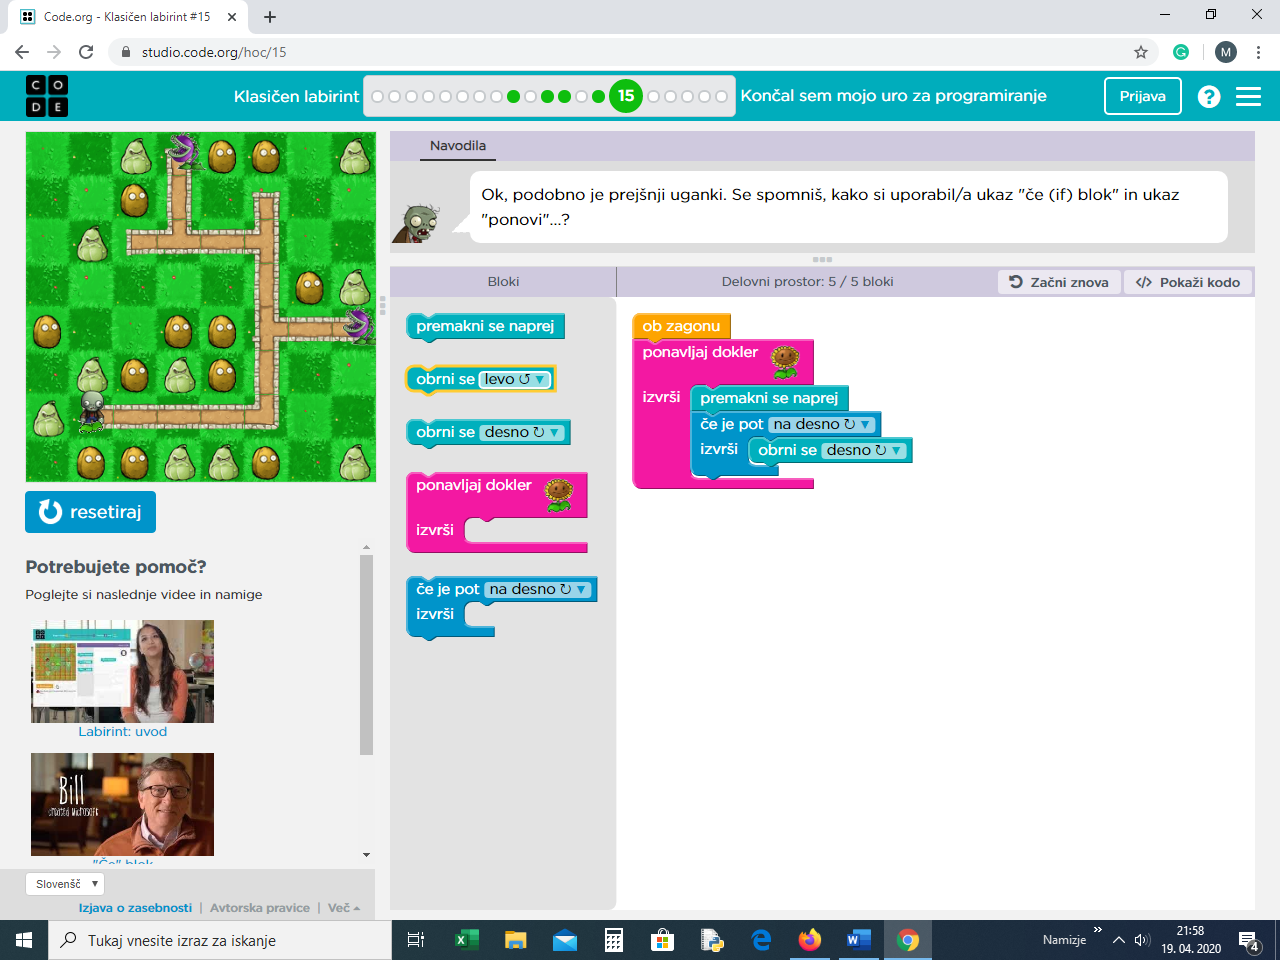 Code.org - Klasičen labirint #15
studio.code.org/hoc/15
M
C O
D E
Klasičen labirint
15
Končal sem mojo uro za programiranje
Prijava
?
Navodila
Ok, podobno je prejšnji uganki. Se spomniš, kako si uporabil/a ukaz "če (if) blok" in ukaz
"ponovi"...?
Bloki
Delovni prostor: 5 / 5 bloki
Začni znova
Pokaži kodo
premakni se naprej
obrni se levo
obrni se desno
ponavljaj dokler
izvrši
če je pot na desno
izvrši
ob zagonu
ponavljaj dokler
izvrši
premakni se naprej
če je pot na desno
izvrši
obrni se desno
resetiraj
Potrebujete pomoč?
Poglejte si naslednje videe in namige
Labirint: uvod
Bill
created Microsoft
"Če" blok
Slovenšč
Izjava o zasebnosti | Avtorska pravice | Več
Tukaj vnesite izraz za iskanje
Namizje
21:58
19. 04. 2020
4